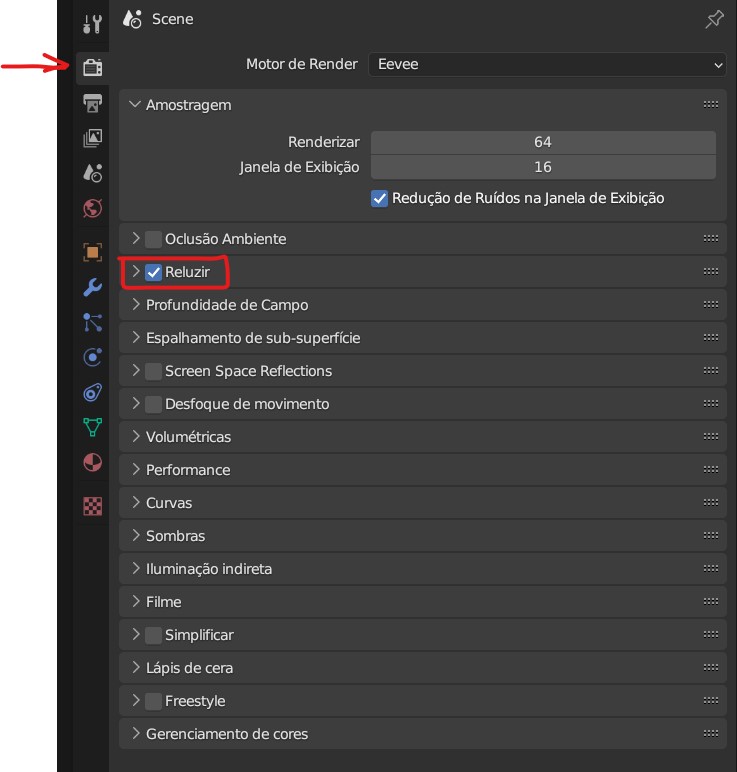 Scene
Motor de Render Eevee
Amostragem
Renderizar 64
Janela de Exibição 16
Redução de Ruídos na Janela de Exibição
Oclusão Ambiente
Reluzir
Profundidade de Campo
Espalhamento de sub-superfície
Screen Space Reflections
Desfoque de movimento
Volumétricas
Performance
Curvas
Sombras
Iluminação indireta
Filme
Simplificar
Lápis de cera
Freestyle
Gerenciamento de cores